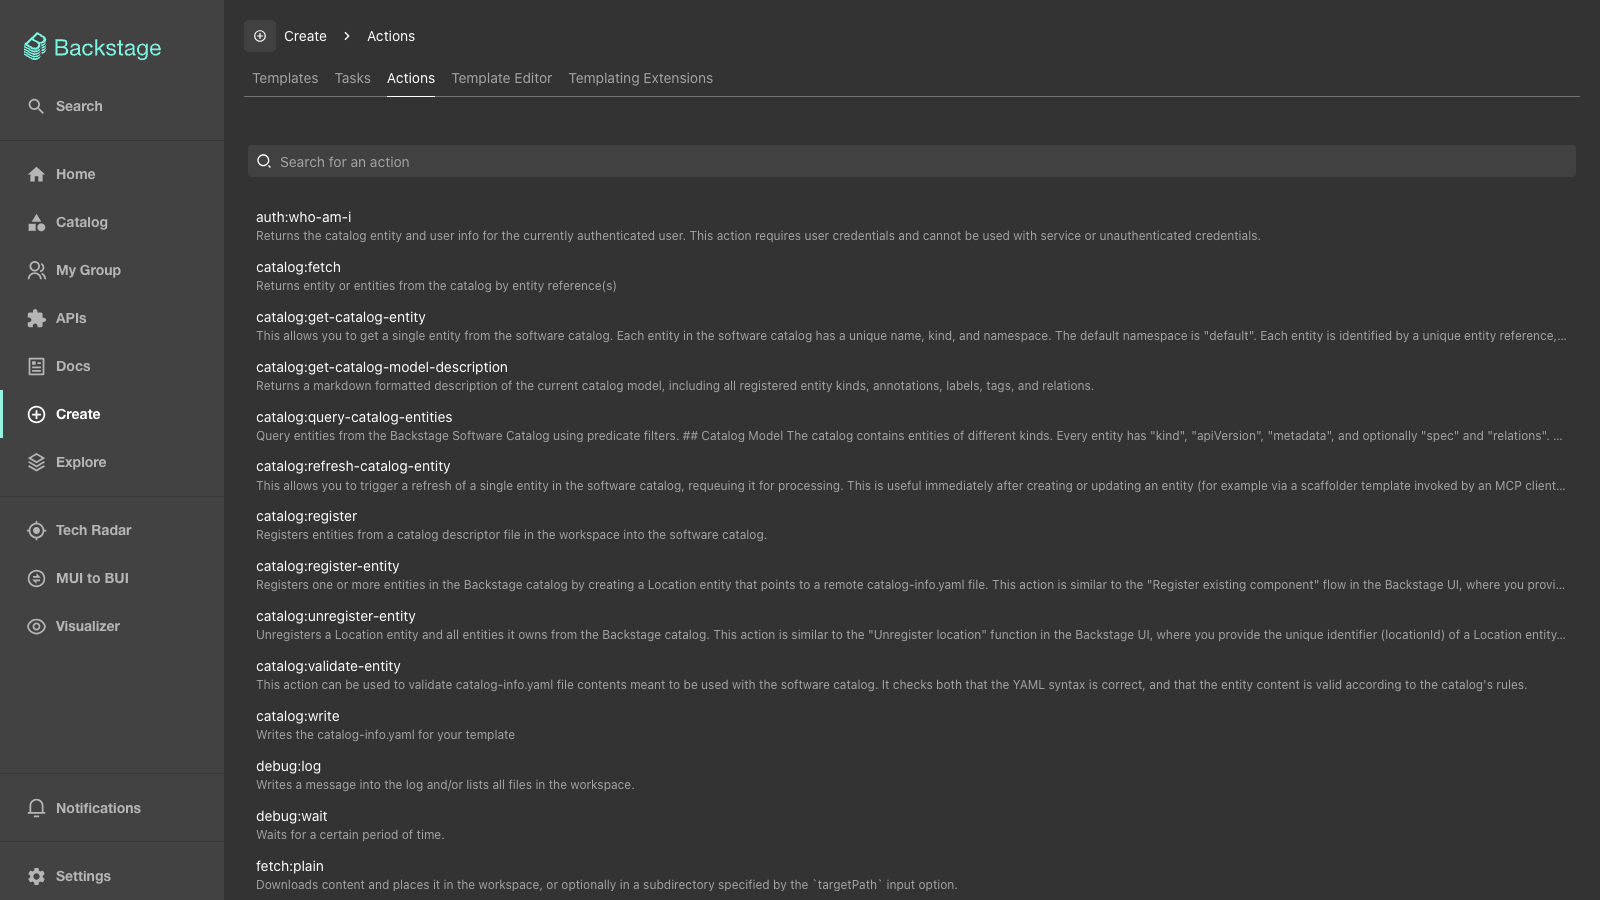 Backstage
Search
Home
Catalog
My Group
APIs
Docs
Create
Explore
Tech Radar
MUI to BUI
Visualizer
Notifications
Settings
Create > Actions
Templates Tasks Actions Template Editor Templating Extensions
Search for an action
auth:who-am-i
Returns the catalog entity and user info for the currently authenticated user. This action requires user credentials and cannot be used with service or unauthenticated credentials.
catalog:fetch
Returns entity or entities from the catalog by entity reference(s)
catalog:get-catalog-entity
This allows you to get a single entity from the software catalog. Each entity in the software catalog has a unique name, kind, and namespace. The default namespace is "default". Each entity is identified by a unique entity reference,...
catalog:get-catalog-model-description
Returns a markdown formatted description of the current catalog model, including all registered entity kinds, annotations, labels, tags, and relations.
catalog:query-catalog-entities
Query entities from the Backstage Software Catalog using predicate filters. ## Catalog Model The catalog contains entities of different kinds. Every entity has "kind", "apiVersion", "metadata", and optionally "spec" and "relations". ...
catalog:refresh-catalog-entity
This allows you to trigger a refresh of a single entity in the software catalog, requeuing it for processing. This is useful immediately after creating or updating an entity (for example via a scaffolder template invoked by an MCP client...
catalog:register
Registers entities from a catalog descriptor file in the workspace into the software catalog.
catalog:register-entity
Registers one or more entities in the Backstage catalog by creating a Location entity that points to a remote catalog-info.yaml file. This action is similar to the "Register existing component" flow in the Backstage UI, where you provi...
catalog:unregister-entity
Unregisters a Location entity and all entities it owns from the Backstage catalog. This action is similar to the "Unregister location" function in the Backstage UI, where you provide the unique identifier (locationId) of a Location entity...
catalog:validate-entity
This action can be used to validate catalog-info.yaml file contents meant to be used with the software catalog. It checks both that the YAML syntax is correct, and that the entity content is valid according to the catalog's rules.
catalog:write
Writes the catalog-info.yaml for your template
debug:log
Writes a message into the log and/or lists all files in the workspace.
debug:wait
Waits for a certain period of time.
fetch:plain
Downloads content and places it in the workspace, or optionally in a subdirectory specified by the `targetPath` input option.